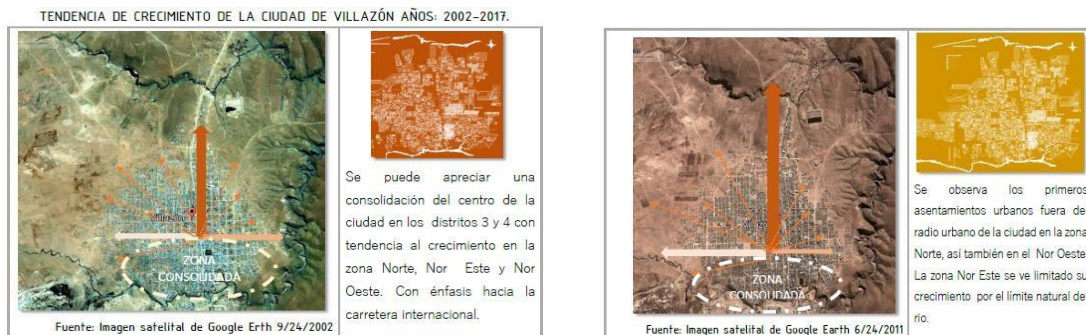 TENDENCIA DE CRECIMIENTO DE LA CIUDAD DE VILLAZÓN AÑOS: 2002-2017.
ZONA
CONSOLIDADA
Se puede apreciar una
consolidación del centro de la
ciudad en los distritos 3 y 4 con
tendencia al crecimiento en la
zona Norte, Nor Este y Nor
Oeste. Con énfasis hacia la
carretera internacional.
Fuente: Imagen satelital de Google Erth 9/24/2002
ZONA
CONSOLIDADA
Se observa los primeros
asentamientos urbanos fuera de
radio urbano de la ciudad en la zona
Norte, así también en el Nor Oeste
La zona Nor Este se ve limitado su
crecimiento por el límite natural de
río.
Fuente: Imagen satelital de Google Earth 6/24/2011